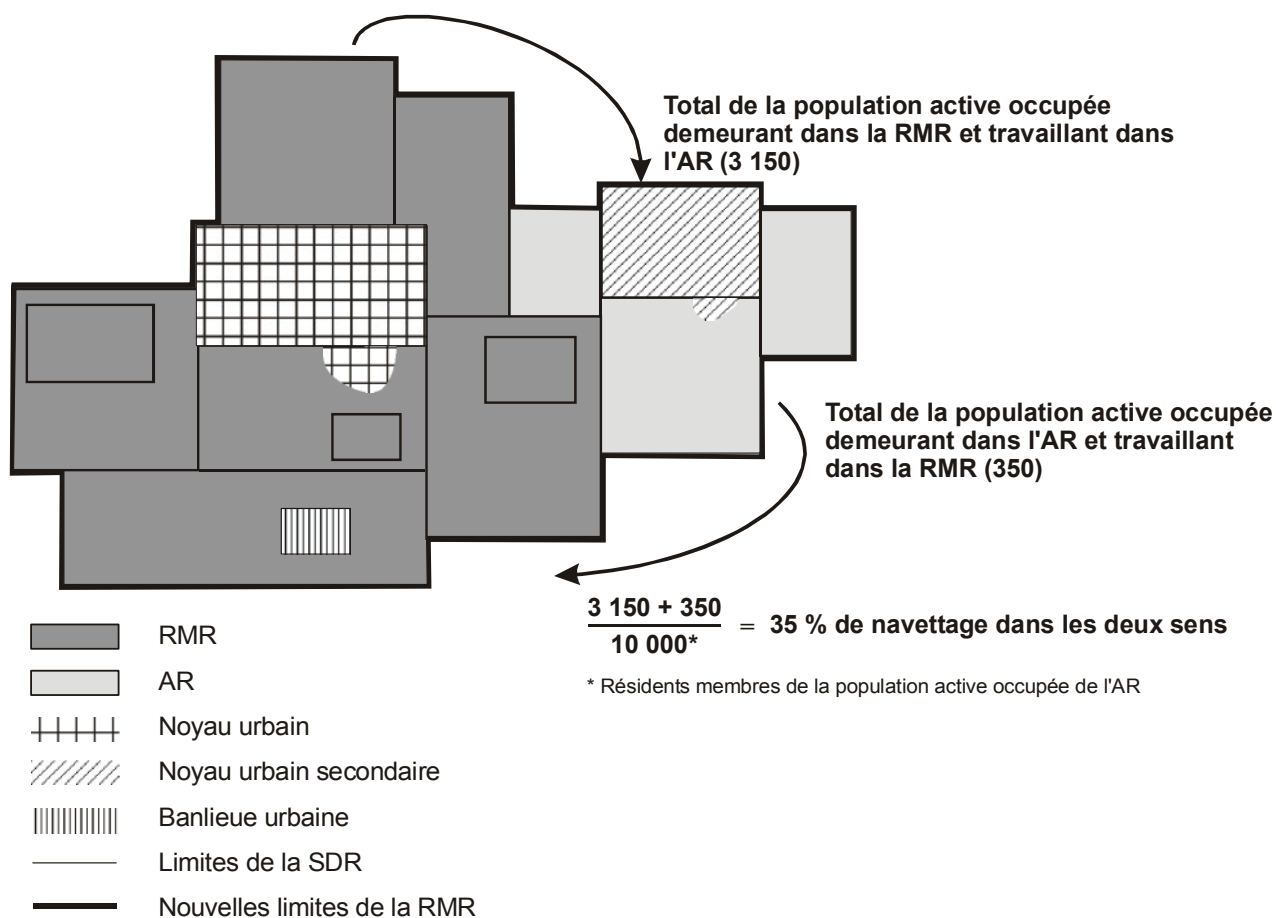 Total de la population active occupée
demeurant dans la RMR et travaillant dans
l'AR (3 150)
Total de la population active occupée
demeurant dans l'AR et travaillant
dans la RMR (350)
3 150 + 350
10 000*
= 35 % de navettage dans les deux sens
* Résidents membres de la population active occupée de l'AR
RMR
AR
Noyau urbain
Noyau urbain secondaire
Banlieue urbaine
Limites de la SDR
Nouvelles limites de la RMR